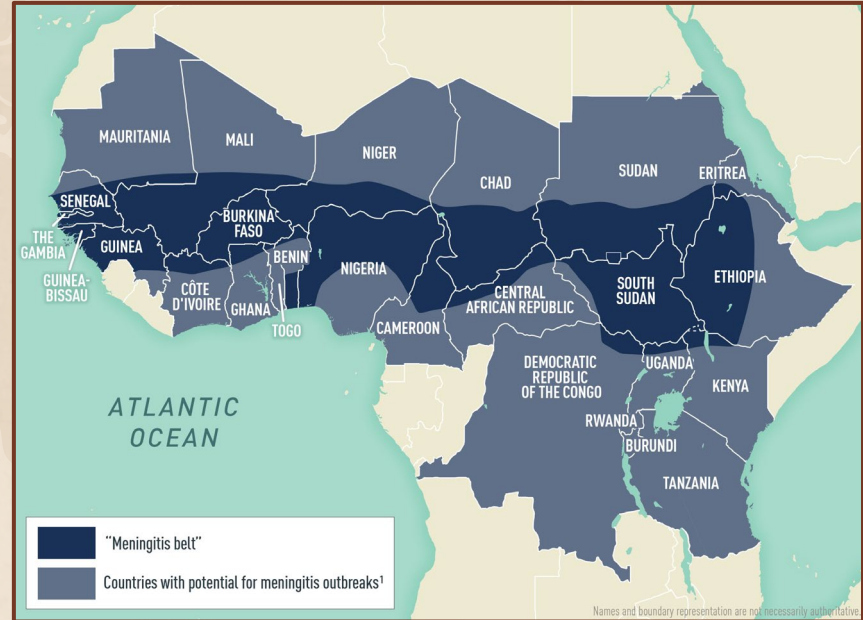 MAURITANIA
MALI
NIGER
CHAD
SUDAN
ERITREA
SENEGAL
THE
GAMBIA
GUINEA-
BISSAU
GUINEA
BURKINA
FASO
BENIN
NIGERIA
CÔTE
D'IVOIRE
GHANA
TOGO
CAMEROON
CENTRAL
AFRICAN REPUBLIC
SOUTH
SUDAN
ETHIOPIA
DEMOCRATIC
REPUBLIC
OF THE CONGO
UGANDA
KENYA
RWANDA
BURUNDI
TANZANIA
ATLANTIC
OCEAN
"Meningitis belt"
Countries with potential for meningitis outbreaks¹
Names and boundary representation are not necessarily authoritative.